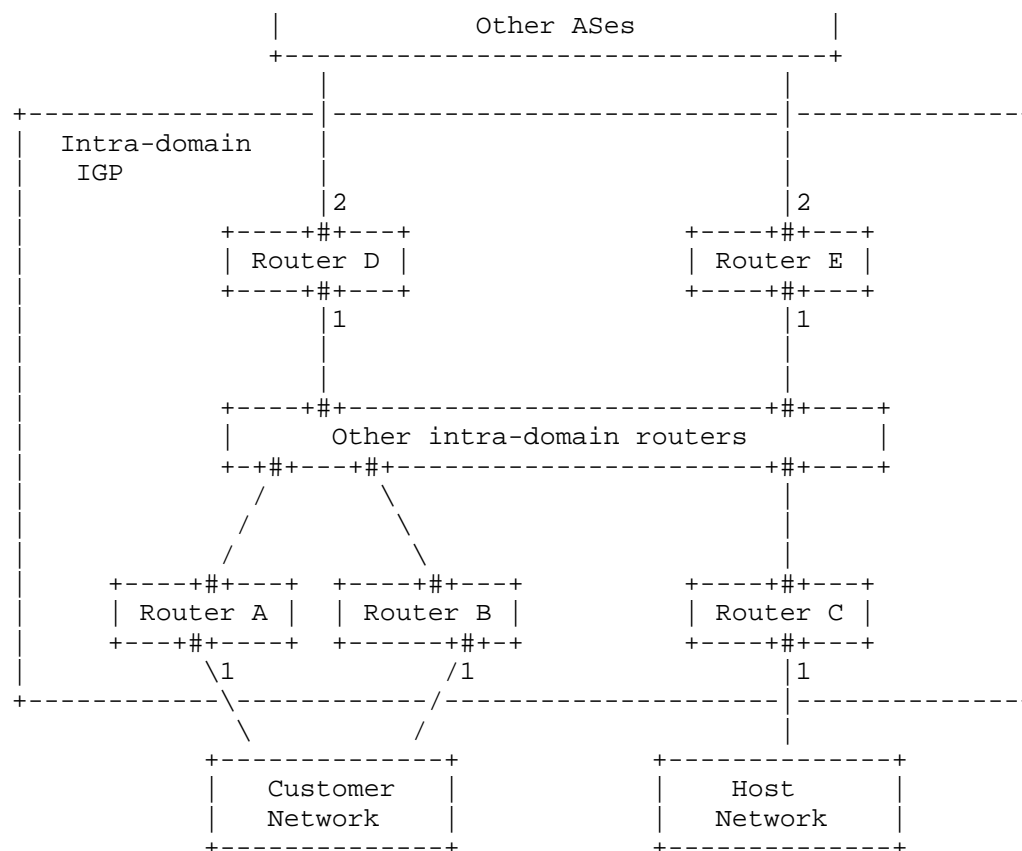 Other ASes
Intra-domain
IGP
2 2
Router D Router E
1 1
Other intra-domain routers
Router A Router B Router C
1 1 1
Customer Host
Network Network